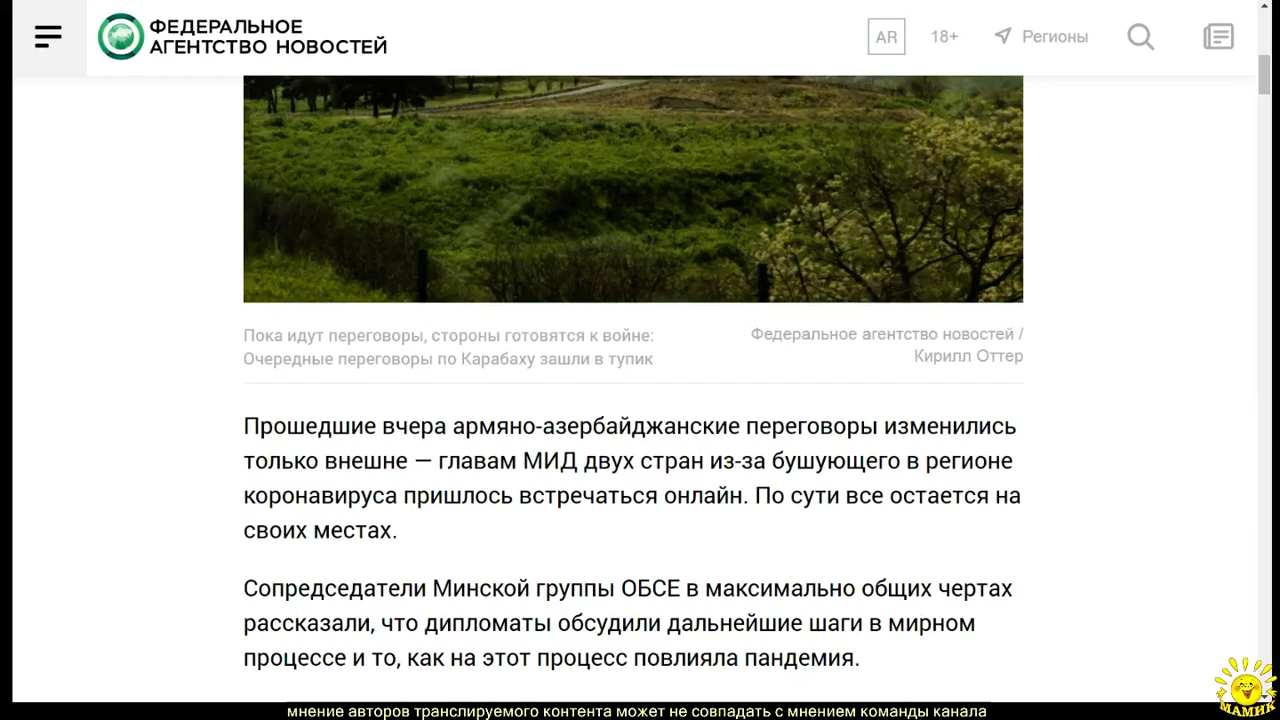 ФЕДЕРАЛЬНОЕ
АГЕНТСТВО НОВОСТЕЙ
AR
18+
Регионы
Пока идут переговоры, стороны готовятся к войне:
Очередные переговоры по Карабаху зашли в тупик
Федеральное агентство новостей /
Кирилл Оттер
Прошедшие вчера армяно-азербайджанские переговоры изменились
только внешне — главам МИД двух стран из-за бушующего в регионе
коронавируса пришлось встречаться онлайн. По сути все остается на
своих местах.
Сопредседатели Минской группы ОБСЕ в максимально общих чертах
рассказали, что дипломаты обсудили дальнейшие шаги в мирном
процессе и то, как на этот процесс повлияла пандемия.
МАМИК
мнение авторов транслируемого контента может не совпадать с мнением команды канала